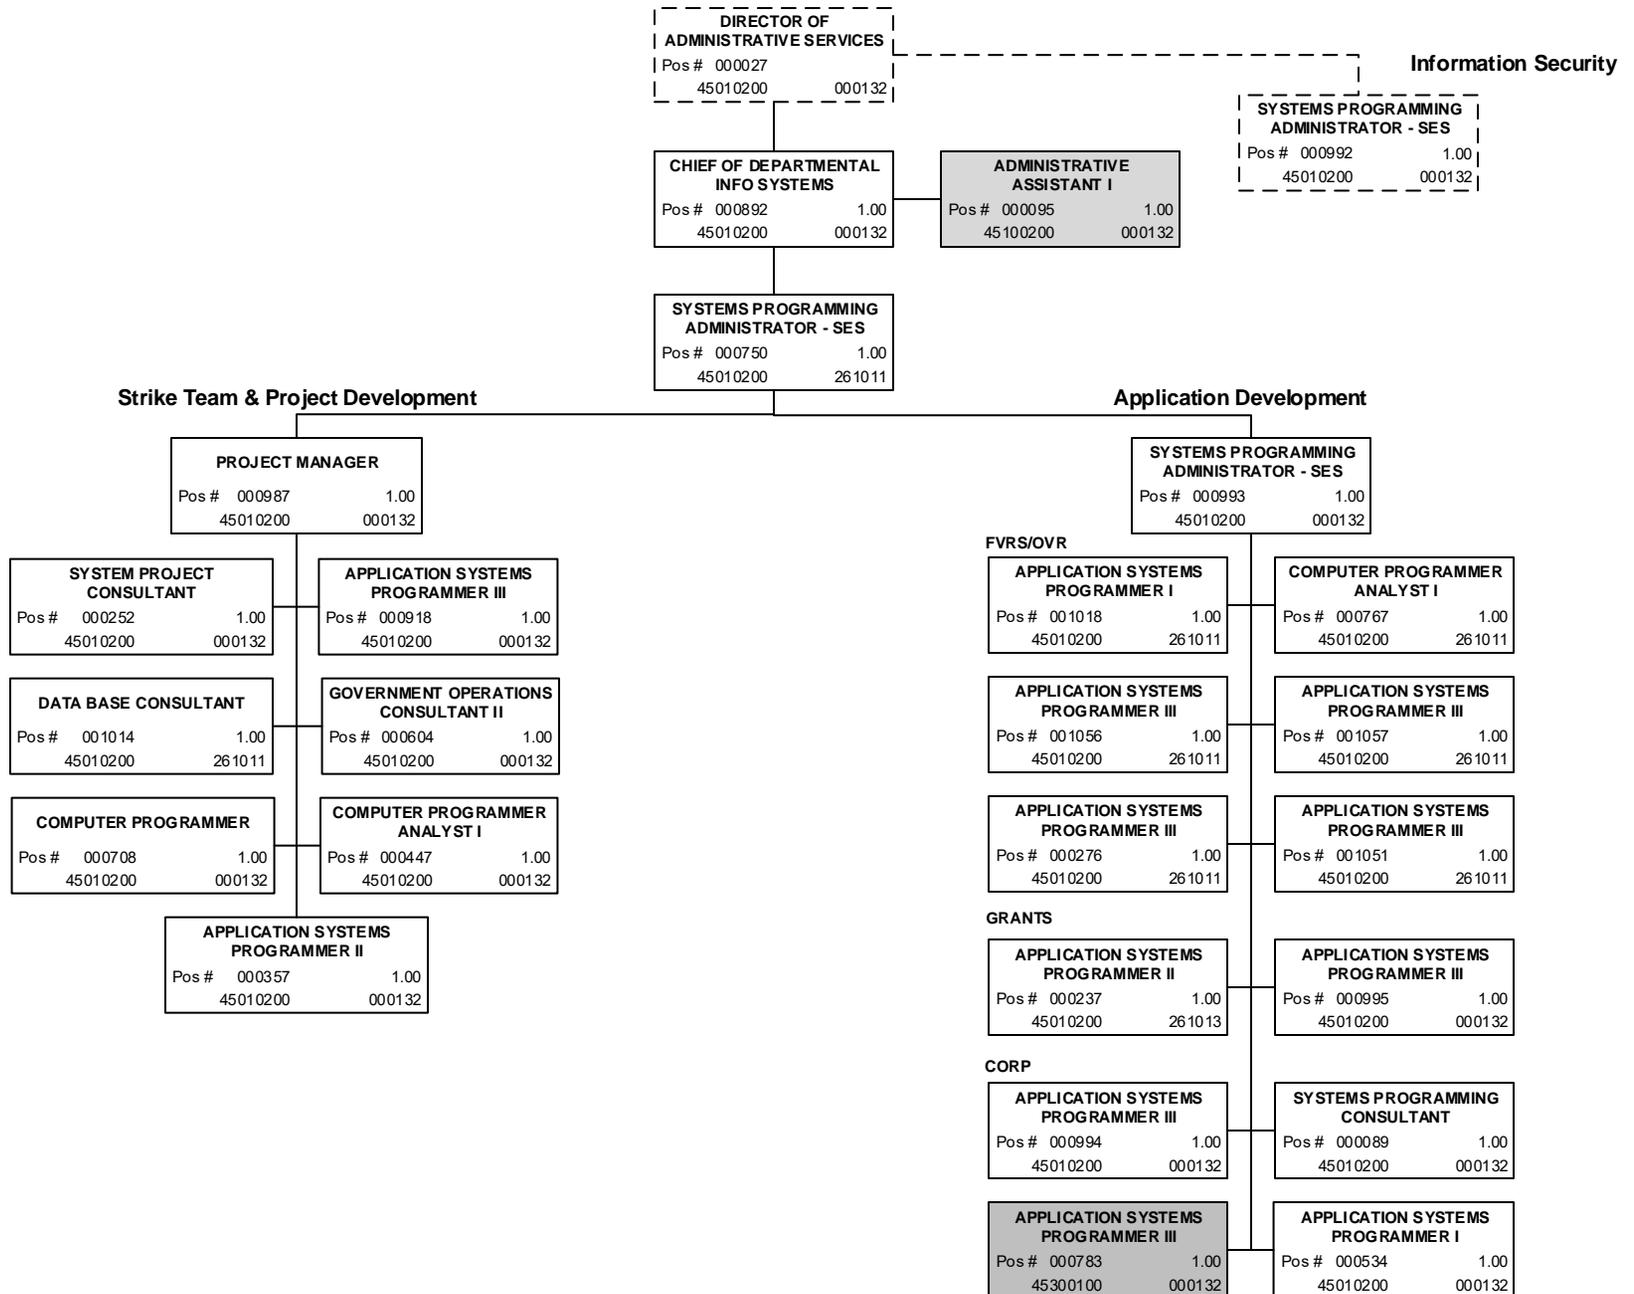 DIRECTOR OF
ADMINISTRATIVE SERVICES
Pos # 000027
45010200 000132
Information Security
SYSTEMS PROGRAMMING
ADMINISTRATOR - SES
Pos # 000992 1.00
45010200 000132
CHIEF OF DEPARTMENTAL
INFO SYSTEMS
Pos # 000892 1.00
45010200 000132
ADMINISTRATIVE
ASSISTANT I
Pos # 000095 1.00
45100200 000132
SYSTEMS PROGRAMMING
ADMINISTRATOR - SES
Pos # 000750 1.00
45010200 261011
Strike Team & Project Development
PROJECT MANAGER
Pos # 000987 1.00
45010200 000132
SYSTEM PROJECT
CONSULTANT
Pos # 000252 1.00
45010200 000132
APPLICATION SYSTEMS
PROGRAMMER III
Pos # 000918 1.00
45010200 000132
DATA BASE CONSULTANT
Pos # 001014 1.00
45010200 261011
GOVERNMENT OPERATIONS
CONSULTANT II
Pos # 000604 1.00
45010200 000132
COMPUTER PROGRAMMER
Pos # 000708 1.00
45010200 000132
COMPUTER PROGRAMMER
ANALYST I
Pos # 000447 1.00
45010200 000132
APPLICATION SYSTEMS
PROGRAMMER II
Pos # 000357 1.00
45010200 000132
Application Development
SYSTEMS PROGRAMMING
ADMINISTRATOR - SES
Pos # 000993 1.00
45010200 000132
FVRS/OVR
APPLICATION SYSTEMS
PROGRAMMER I
Pos # 001018 1.00
45010200 261011
COMPUTER PROGRAMMER
ANALYST I
Pos # 000767 1.00
45010200 261011
APPLICATION SYSTEMS
PROGRAMMER III
Pos # 001056 1.00
45010200 261011
APPLICATION SYSTEMS
PROGRAMMER III
Pos # 001057 1.00
45010200 261011
APPLICATION SYSTEMS
PROGRAMMER III
Pos # 000276 1.00
45010200 261011
APPLICATION SYSTEMS
PROGRAMMER III
Pos # 001051 1.00
45010200 261011
GRANTS
APPLICATION SYSTEMS
PROGRAMMER II
Pos # 000237 1.00
45010200 261013
APPLICATION SYSTEMS
PROGRAMMER III
Pos # 000995 1.00
45010200 000132
CORP
APPLICATION SYSTEMS
PROGRAMMER III
Pos # 000994 1.00
45010200 000132
SYSTEMS PROGRAMMING
CONSULTANT
Pos # 000089 1.00
45010200 000132
APPLICATION SYSTEMS
PROGRAMMER III
Pos # 000783 1.00
45300100 000132
APPLICATION SYSTEMS
PROGRAMMER I
Pos # 000534 1.00
45010200 000132